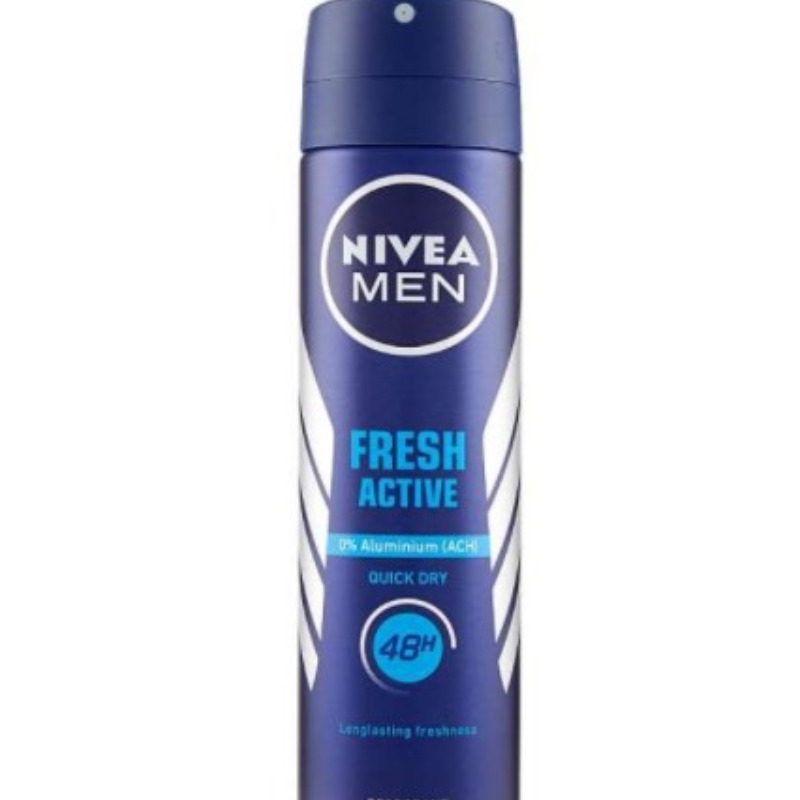 NIVEA
MEN
FRESH
ACTIVE
0% Aluminium (ACH)
QUICK DRY
48H
Longlasting freshness